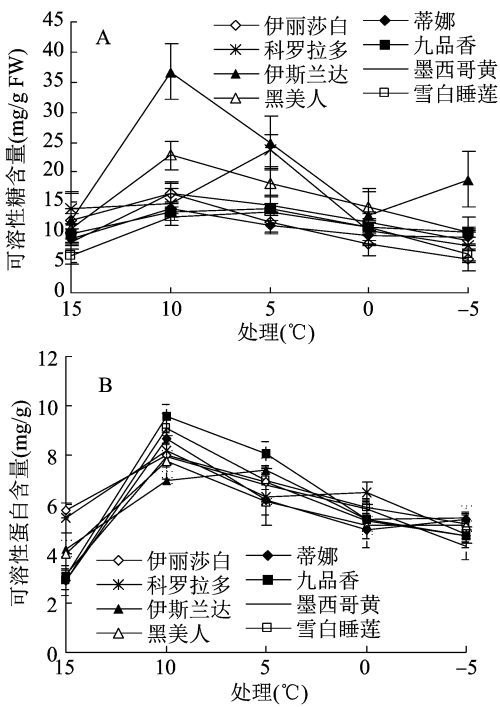 A
伊丽莎白
蒂娜
科罗拉多
九品香
伊斯兰达
墨西哥黄
黑美人
雪白睡莲
可溶性糖含量(mg/g FW)
45
40
35
30
25
20
15
10
5
0
15 10 5 0 −5
处理(℃)
B
可溶性蛋白含量(mg/g)
12
10
8
6
4
2
0
伊丽莎白
蒂娜
科罗拉多
九品香
伊斯兰达
墨西哥黄
黑美人
雪白睡莲
15 10 5 0 −5
处理(℃)